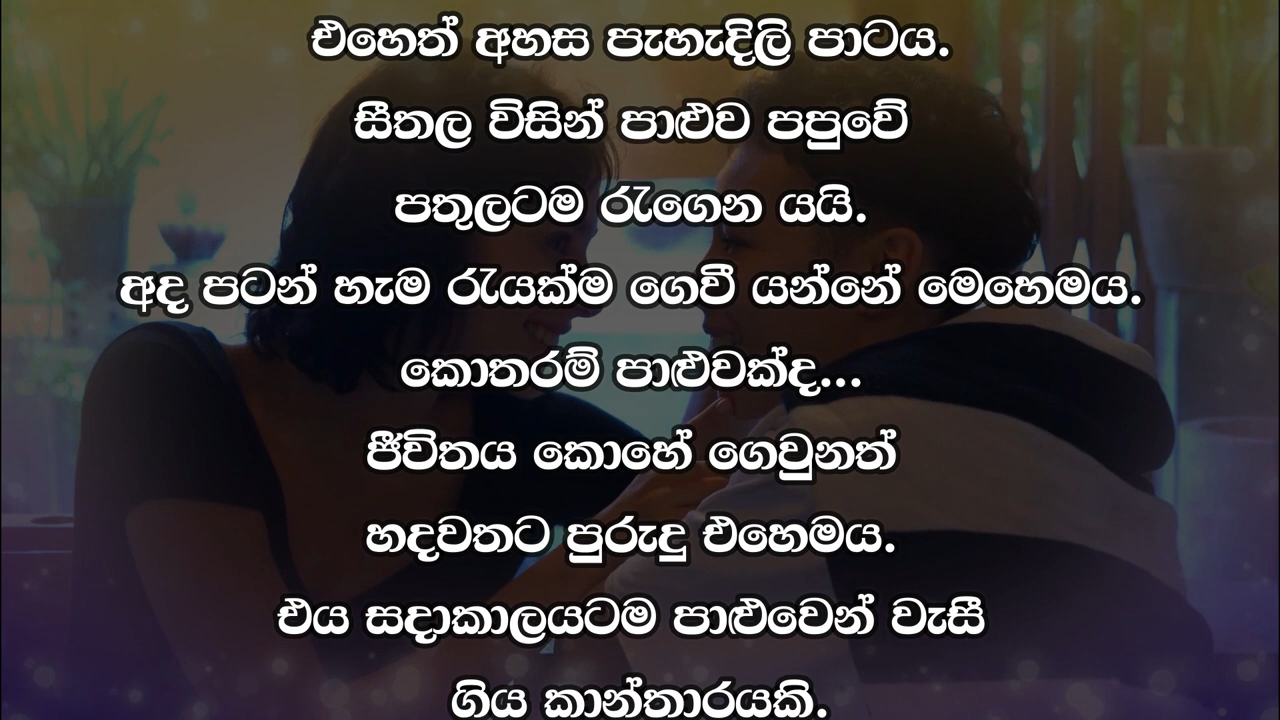 එහෙත් අහස පැහැදිලි පාටය.
සීතල විසින් පාළුව පපුවේ
පතුලටම රැගෙන යයි.
අද පටන් හැම රැයක්ම ගෙවී යන්නේ මෙහෙමය.
කොතරම් පාළුවක්ද...
ජීවිතය කොහේ ගෙවුනත්
හදවතට පුරුදු එහෙමය.
එය සදාකාලයටම පාළුවෙන් වැසී
ගිය කාන්තාරයකි.